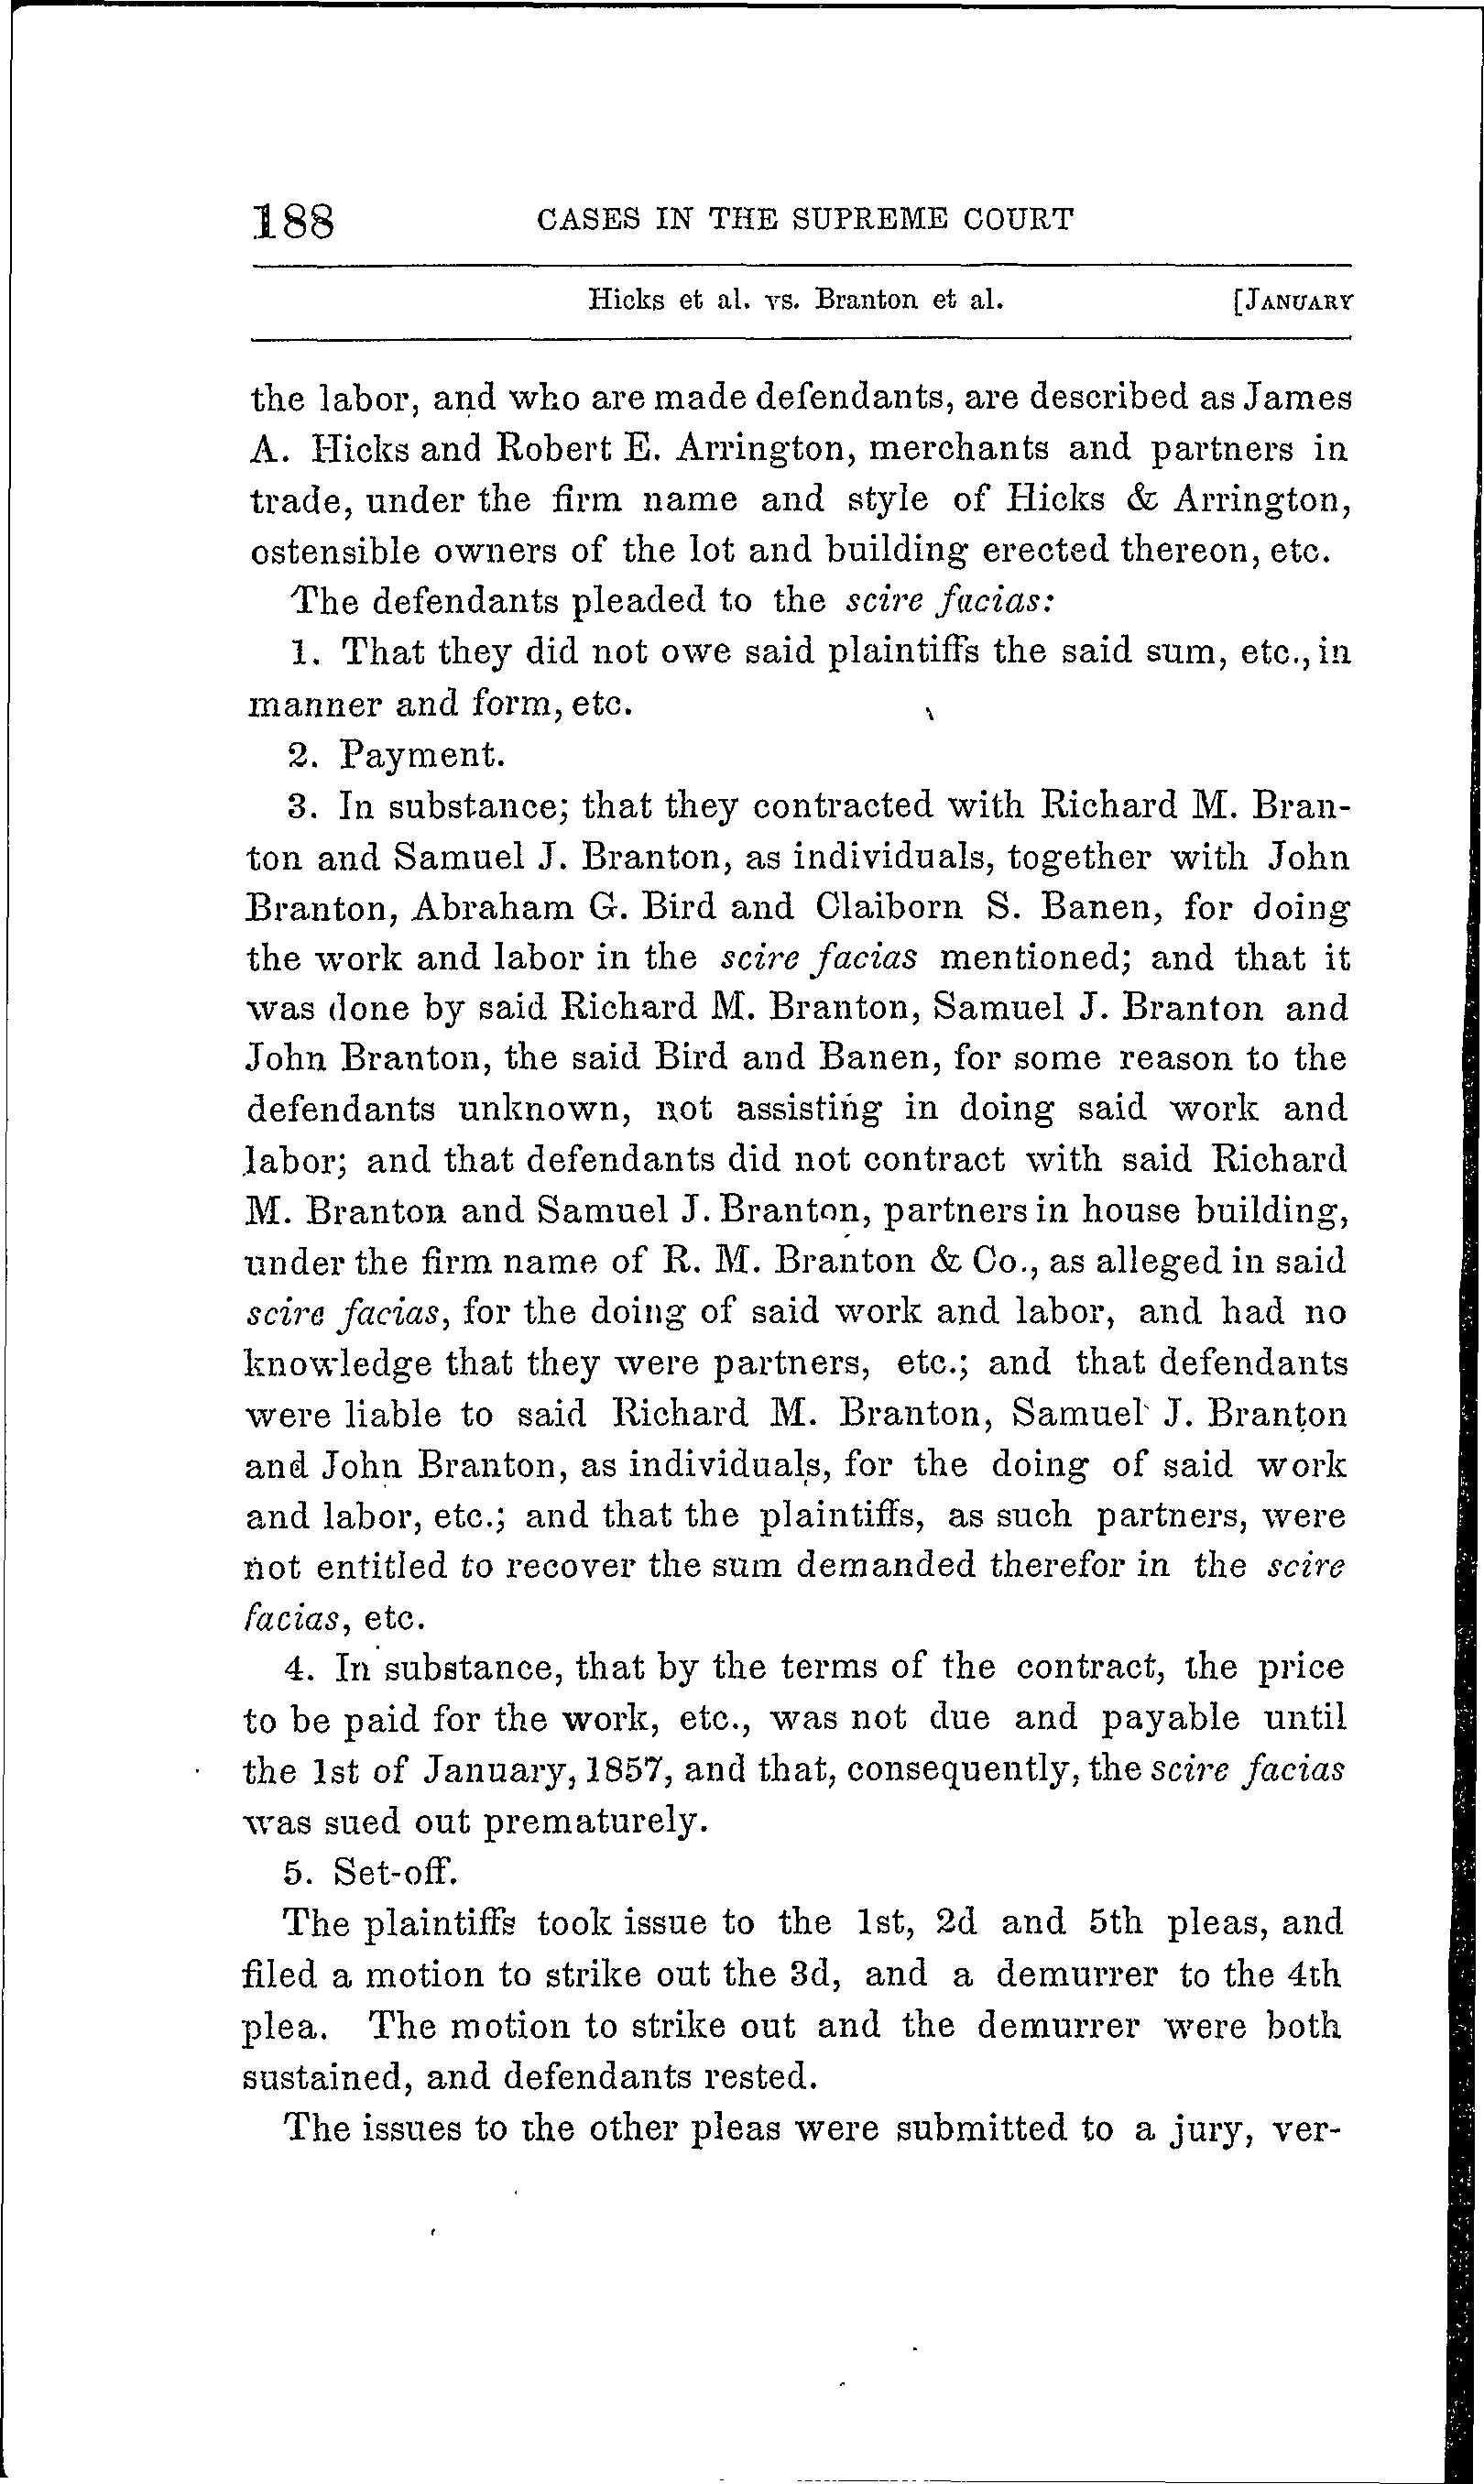 188 CASES IN THE SUPREME COURT
Hicks et al. vs. Branton et al. [JANUARY
the labor, and who are made defendants, are described as James
A. Hicks and Robert E. Arrington, merchants and partners in
trade, under the firm name and style of Hicks & Arrington,
ostensible owners of the lot and building erected thereon, etc.
The defendants pleaded to the scire facias:
1. That they did not owe said plaintiffs the said sum, etc., in
manner and form, etc.
2. Payment.
3. In substance; that they contracted with Richard M. Bran-
ton and Samuel J. Branton, as individuals, together with John
Branton, Abraham G. Bird and Claiborn S. Banen, for doing
the work and labor in the scire facias mentioned; and that it
was done by said Richard M. Branton, Samuel J. Branton and
John Branton, the said Bird and Banen, for some reason to the
defendants unknown, not assisting in doing said work and
labor; and that defendants did not contract with said Richard
M. Branton and Samuel J. Branton, partners in house building,
under the firm name of R. M. Branton & Co., as alleged in said
scire facias, for the doing of said work and labor, and had no
knowledge that they were partners, etc.; and that defendants
were liable to said Richard M. Branton, Samuel J. Branton
and John Branton, as individuals, for the doing of said work
and labor, etc.; and that the plaintiffs, as such partners, were
not entitled to recover the sum demanded therefor in the scire
facias, etc.
4. In substance, that by the terms of the contract, the price
to be paid for the work, etc., was not due and payable until
the 1st of January, 1857, and that, consequently, the scire facias
was sued out prematurely.
5. Set-off.
The plaintiffs took issue to the 1st, 2d and 5th pleas, and
filed a motion to strike out the 3d, and a demurrer to the 4th
plea. The motion to strike out and the demurrer were both
sustained, and defendants rested.
The issues to the other pleas were submitted to a jury, ver-